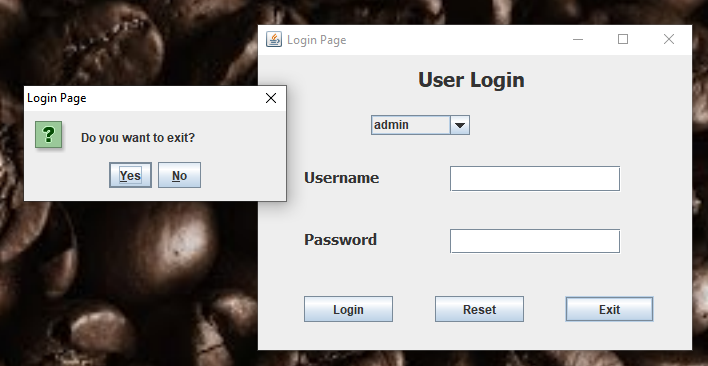 Login Page
Do you want to exit?
Yes
No
Login Page
User Login
admin
Username
Password
Login
Reset
Exit